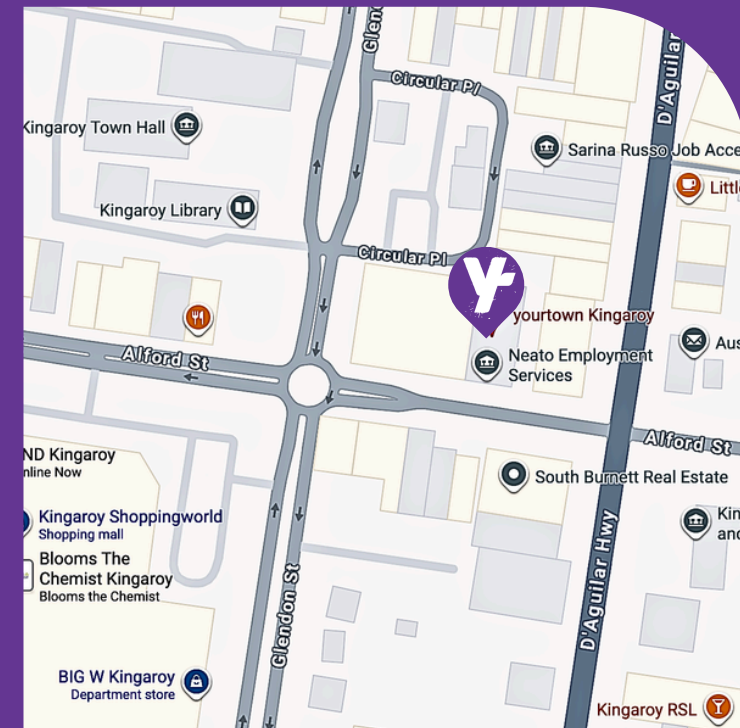 Glendon
Circular Pl
D'Aguilar
Kingaroy Town Hall
Sarina Russo Job Acce
Littl
Kingaroy Library
Circular Pl
yourtown Kingaroy
Neato Employment
Services
Aus
Alford St
Alford St
ND Kingaroy
nline Now
South Burnett Real Estate
Kingaroy Shoppingworld
Shopping mall
Kin
and
Blooms The
Chemist Kingaroy
Blooms the Chemist
D'Aguilar Hwy
Glendon St
BIG W Kingaroy
Department store
Kingaroy RSL